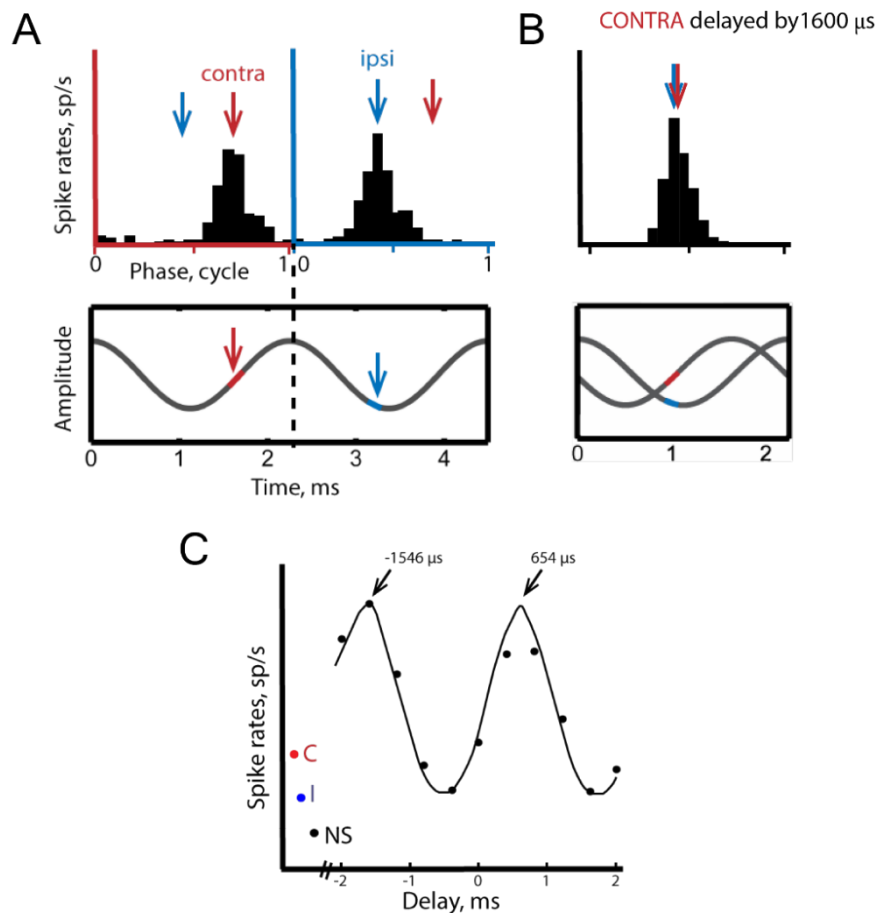 A
B
CONTRA delayed by1600 µs
contra
ipsi
Spike rates, sp/s
0
1
0
1
Phase, cycle
Amplitude
0
1
2
3
4
Time, ms
0
1
2
C
-1546 µs
654 µs
Spike rates, sp/s
C
I
NS
-2
-1
0
1
2
Delay, ms